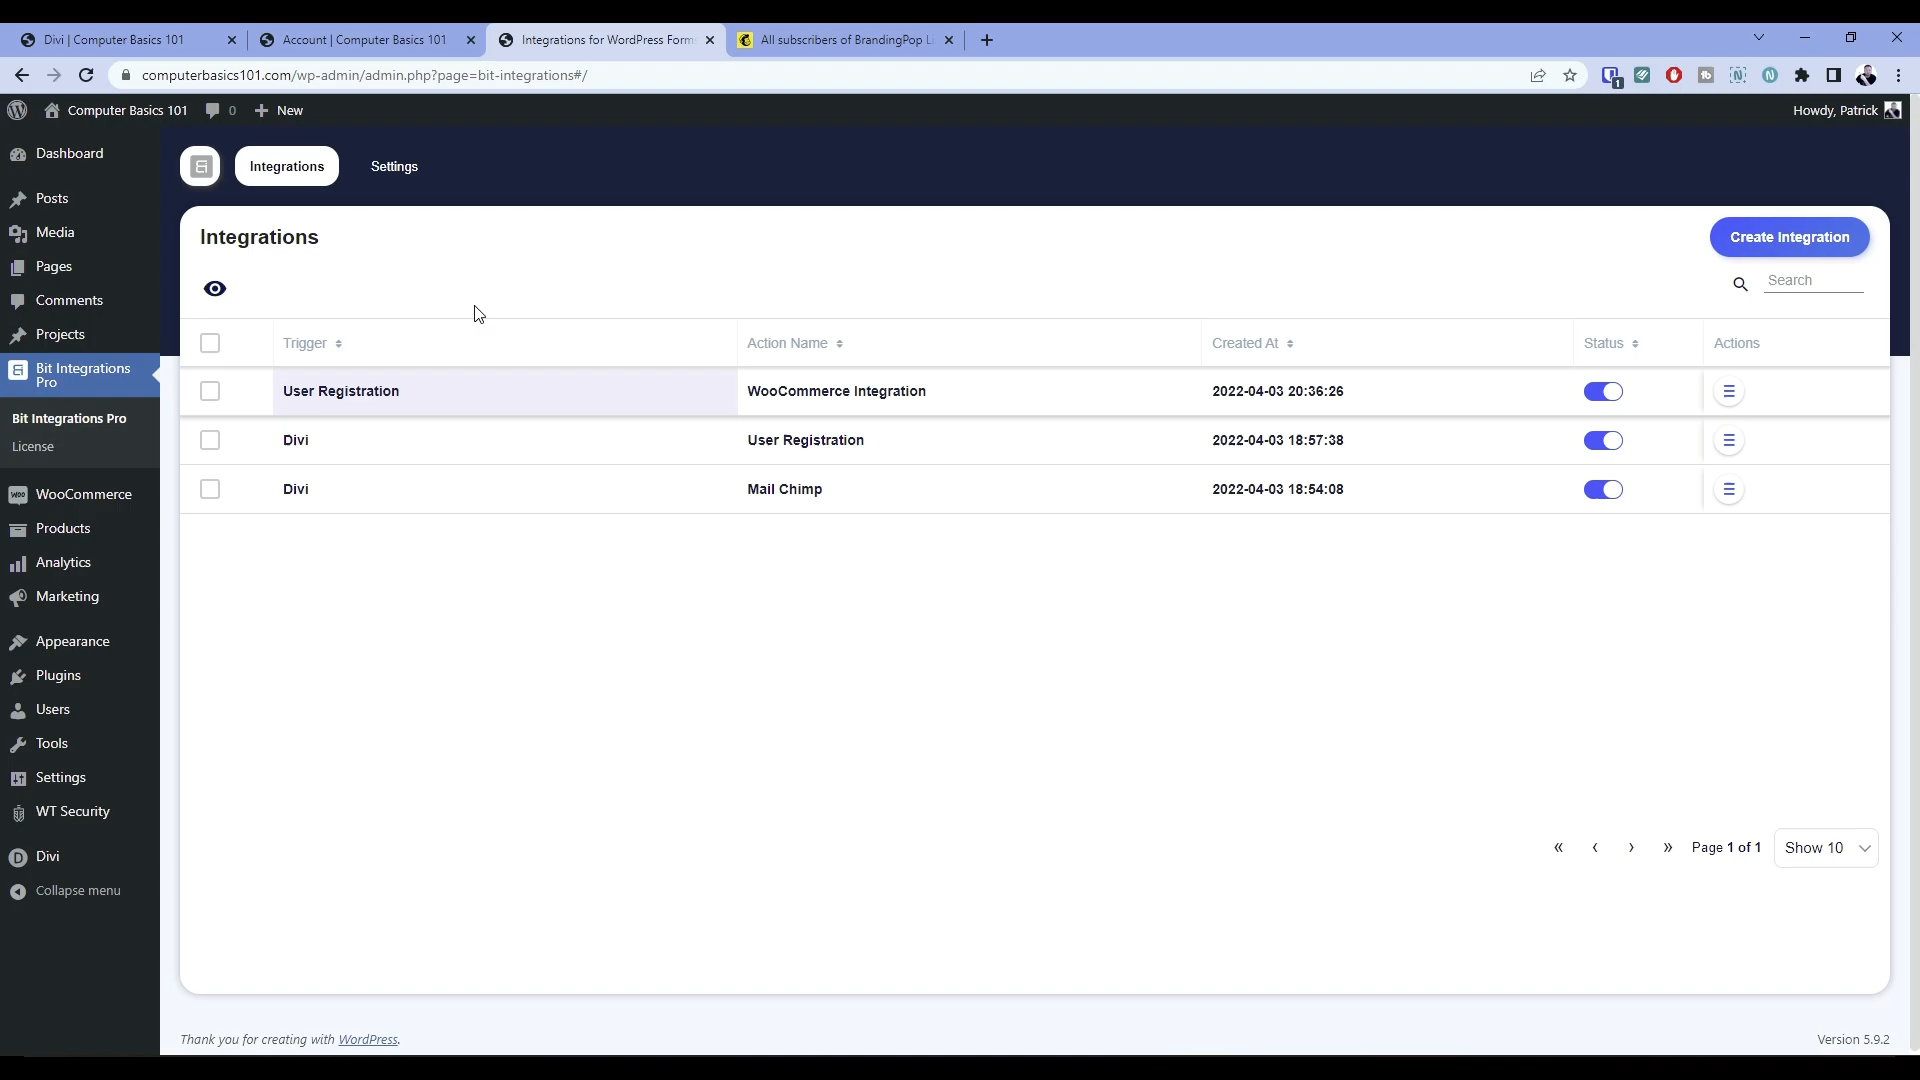 Divi | Computer Basics 101
Account | Computer Basics 101
Integrations for WordPress Form
All subscribers of BrandingPop L
computerbasics101.com/wp-admin/admin.php?page=bit-integrations#/
1
Computer Basics 101
0
New
Howdy, Patrick
Dashboard
Posts
Media
Pages
Comments
Projects
Bit Integrations
Pro
Bit Integrations Pro
License
WooCommerce
Products
Analytics
Marketing
Appearance
Plugins
Users
Tools
Settings
WT Security
Divi
Collapse menu
Integrations
Settings
Integrations
Create Integration
Search
Trigger
Action Name
Created At
Status
Actions
User Registration
WooCommerce Integration
2022-04-03 20:36:26
Divi
User Registration
2022-04-03 18:57:38
Divi
Mail Chimp
2022-04-03 18:54:08
« ‹ › » Page 1 of 1
Show 10
Thank you for creating with WordPress.
Version 5.9.2